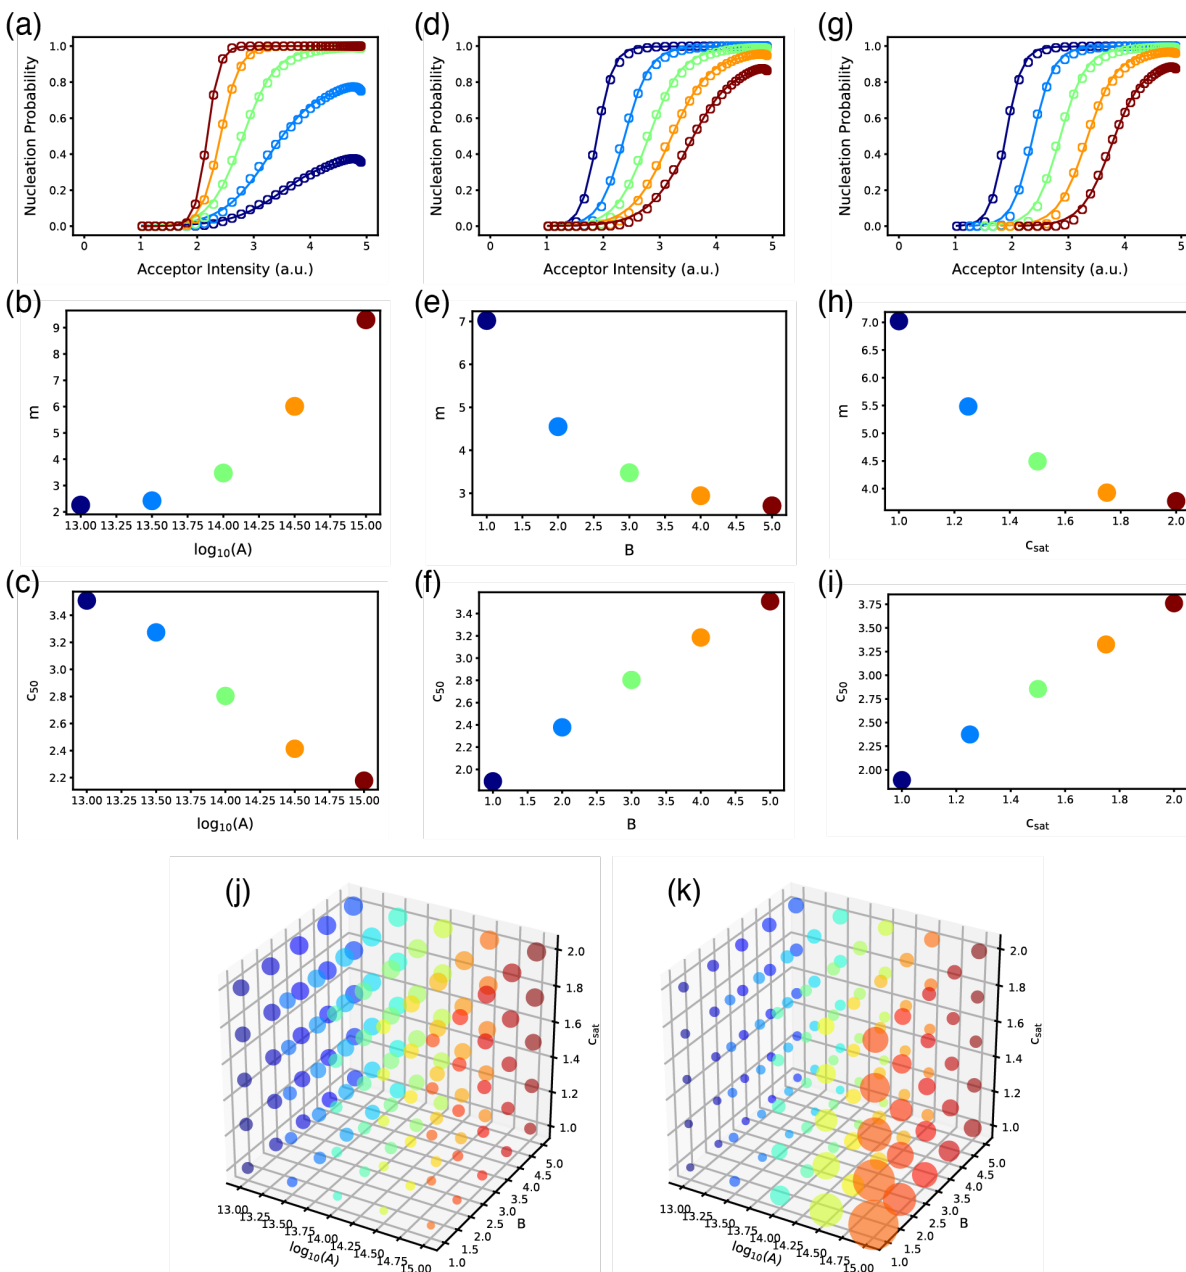 (a)
1.0
0.8
0.6
0.4
0.2
0.0
Nucleation Probability
0 1 2 3 4 5
Acceptor Intensity (a.u.)
(d)
1.0
0.8
0.6
0.4
0.2
0.0
Nucleation Probability
0 1 2 3 4 5
Acceptor Intensity (a.u.)
(g)
1.0
0.8
0.6
0.4
0.2
0.0
Nucleation Probability
0 1 2 3 4 5
Acceptor Intensity (a.u.)
(b)
9
8
7
6
5
4
3
2
m
13.00 13.25 13.50 13.75 14.00 14.25 14.50 14.75 15.00
log10(A)
(e)
7
6
5
4
3
m
1.0 1.5 2.0 2.5 3.0 3.5 4.0 4.5 5.0
B
(h)
7.0
6.5
6.0
5.5
5.0
4.5
4.0
m
1.0 1.2 1.4 1.6 1.8 2.0
csat
(c)
3.4
3.2
3.0
2.8
2.6
2.4
2.2
c50
13.00 13.25 13.50 13.75 14.00 14.25 14.50 14.75 15.00
log10(A)
(f)
3.4
3.2
3.0
2.8
2.6
2.4
2.2
2.0
c50
1.0 1.5 2.0 2.5 3.0 3.5 4.0 4.5 5.0
B
(i)
3.75
3.50
3.25
3.00
2.75
2.50
2.25
2.00
c50
1.0 1.2 1.4 1.6 1.8 2.0
csat
(j)
2.0
1.8
1.6
1.4
1.2
1.0
csat
5.0
4.5
4.0
3.5
3.0
2.5
2.0
1.5
1.0
B
13.00
13.25
13.50
13.75
14.00
14.25
14.50
14.75
15.00
log10(A)
(k)
2.0
1.8
1.6
1.4
1.2
1.0
csat
5.0
4.5
4.0
3.5
3.0
2.5
2.0
1.5
1.0
B
13.00
13.25
13.50
13.75
14.00
14.25
14.50
14.75
15.00
log10(A)